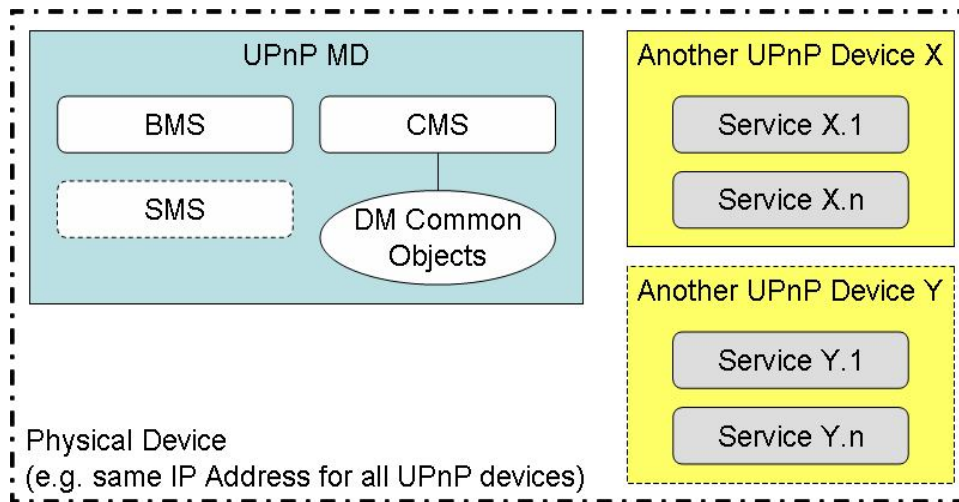 UPnP MD
BMS
CMS
SMS
DM Common
Objects
Another UPnP Device X
Service X.1
Service X.n
Another UPnP Device Y
Service Y.1
Service Y.n
Physical Device
(e.g. same IP Address for all UPnP devices)